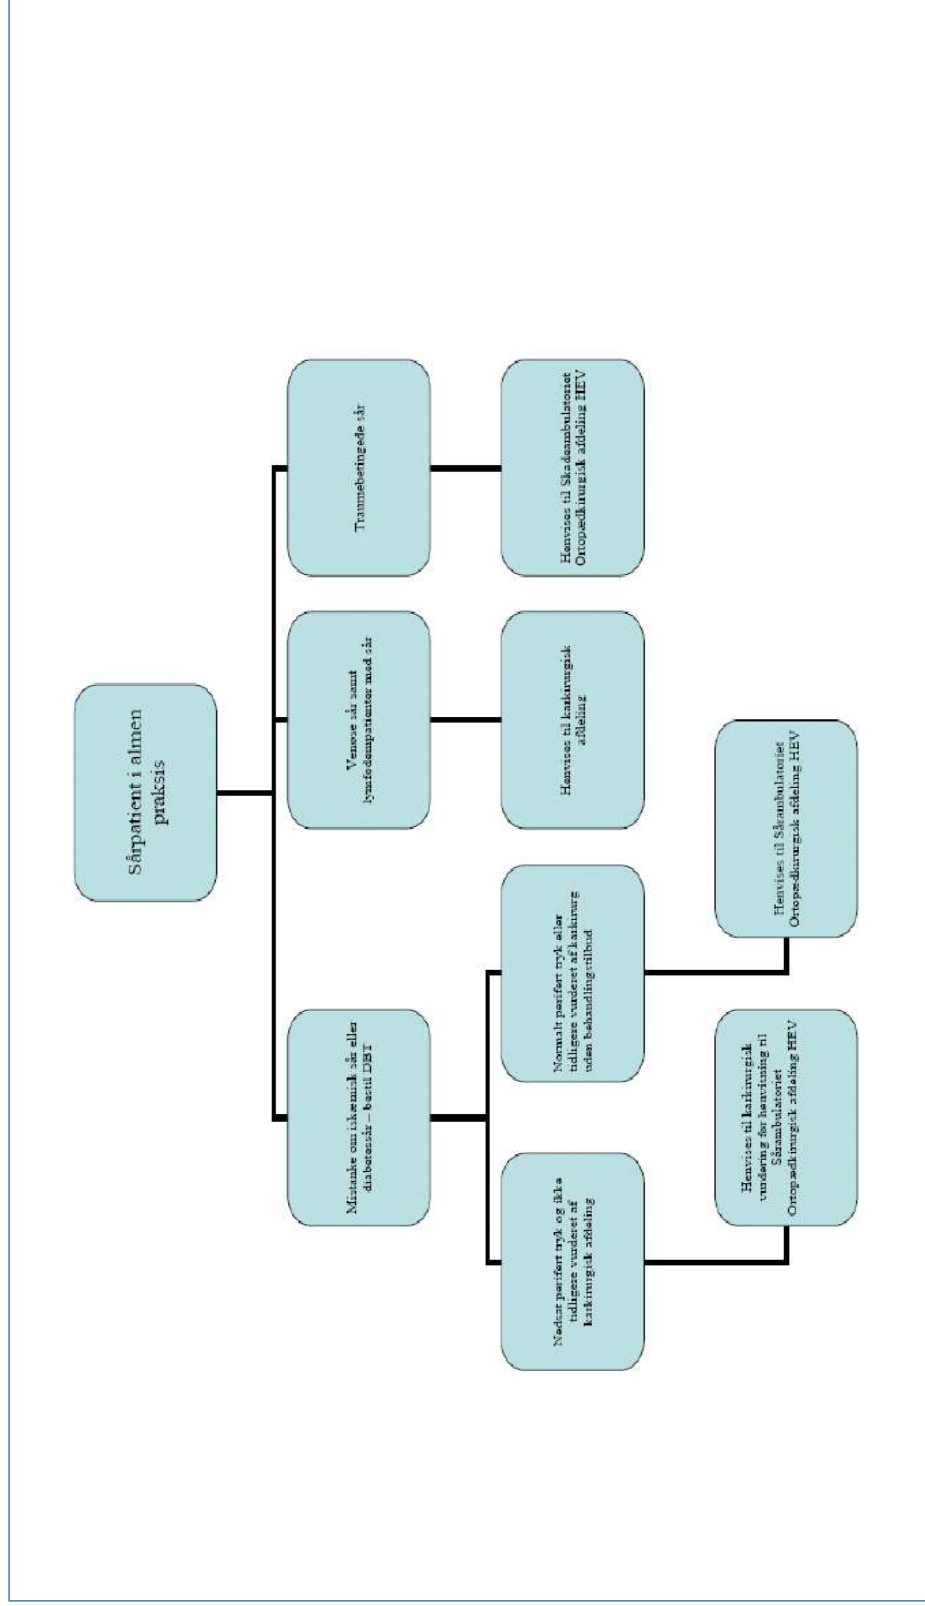 Sårpatient i almen
praksis
Mistanke om iskæmisk sår eller
diabetessår – bestil DBT
Venøse sår samt
lymfødempatienter med sår
Traumebetingede sår
Nedsat perifert tryk og ikke
tidligere vurderet af
karkirurgisk afdeling
Normalt perifert tryk eller
tidligere vurderet af karkirurg
uden behandlingstilbud
Henvises til karkirurgisk
afdeling
Henvises til Skadeambulatoriet
Ortopædkirurgisk afdeling HEV
Henvises til karkirurgisk
vurdering før henvisning til
Sårambulatoriet
Ortopædkirurgisk afdeling HEV
Henvises til Sårambulatoriet
Ortopædkirurgisk afdeling HEV